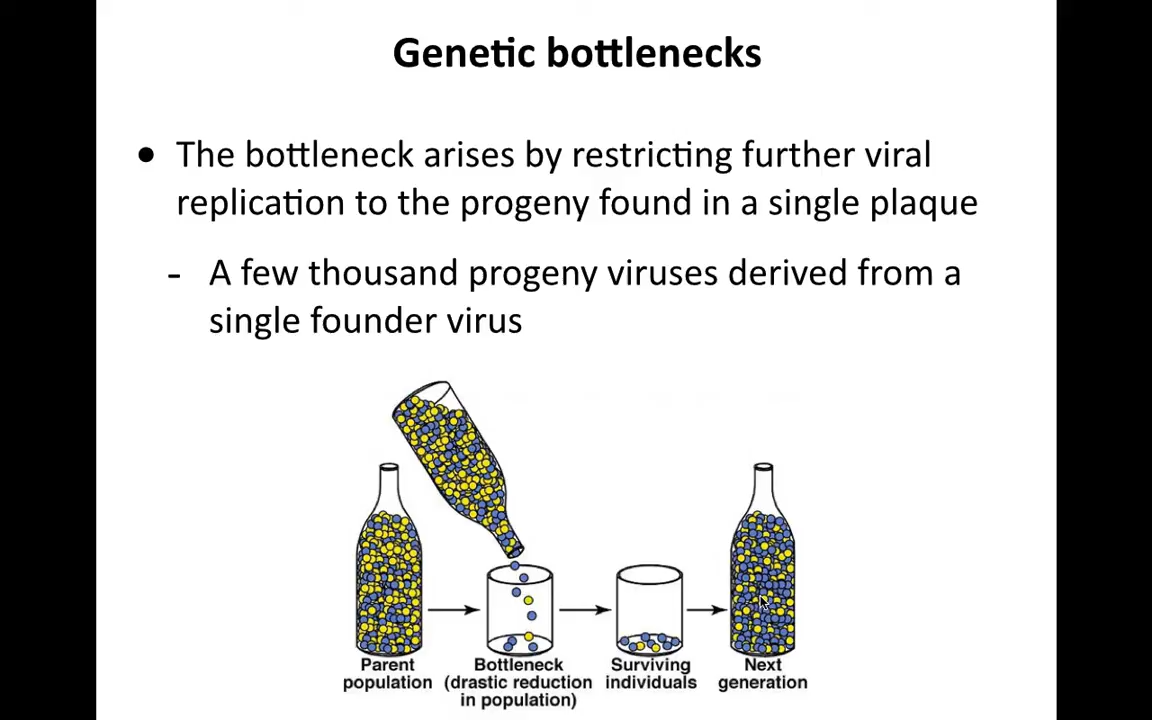 Genetic bottlenecks
• The bottleneck arises by restricting further viral
replication to the progeny found in a single plaque
- A few thousand progeny viruses derived from a
single founder virus
Parent
population
Bottleneck
(drastic reduction
in population)
Surviving
individuals
Next
generation